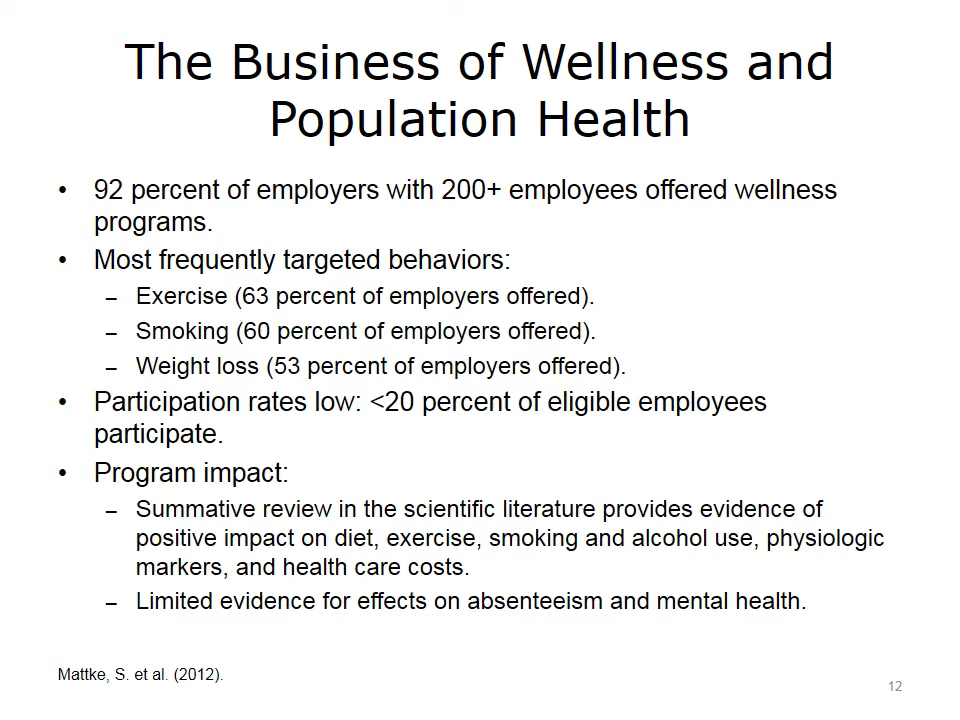 The Business of Wellness and
Population Health
• 92 percent of employers with 200+ employees offered wellness
programs.
• Most frequently targeted behaviors:
– Exercise (63 percent of employers offered).
– Smoking (60 percent of employers offered).
– Weight loss (53 percent of employers offered).
• Participation rates low: <20 percent of eligible employees
participate.
• Program impact:
– Summative review in the scientific literature provides evidence of
positive impact on diet, exercise, smoking and alcohol use, physiologic
markers, and health care costs.
– Limited evidence for effects on absenteeism and mental health.
Mattke, S. et al. (2012).
12